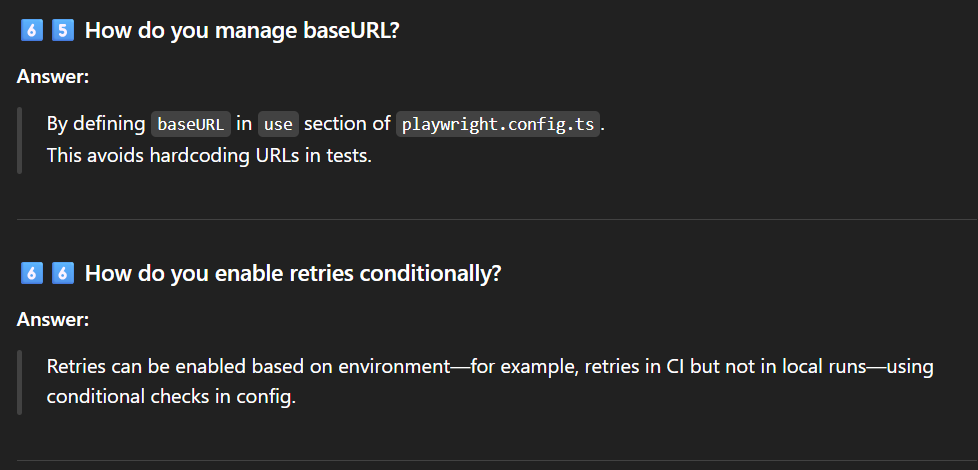 6️⃣ 5️⃣ How do you manage baseURL?
Answer:
By defining baseURL in use section of playwright.config.ts.
This avoids hardcoding URLs in tests.
6️⃣ 6️⃣ How do you enable retries conditionally?
Answer:
Retries can be enabled based on environment—for example, retries in CI but not in local runs—using
conditional checks in config.